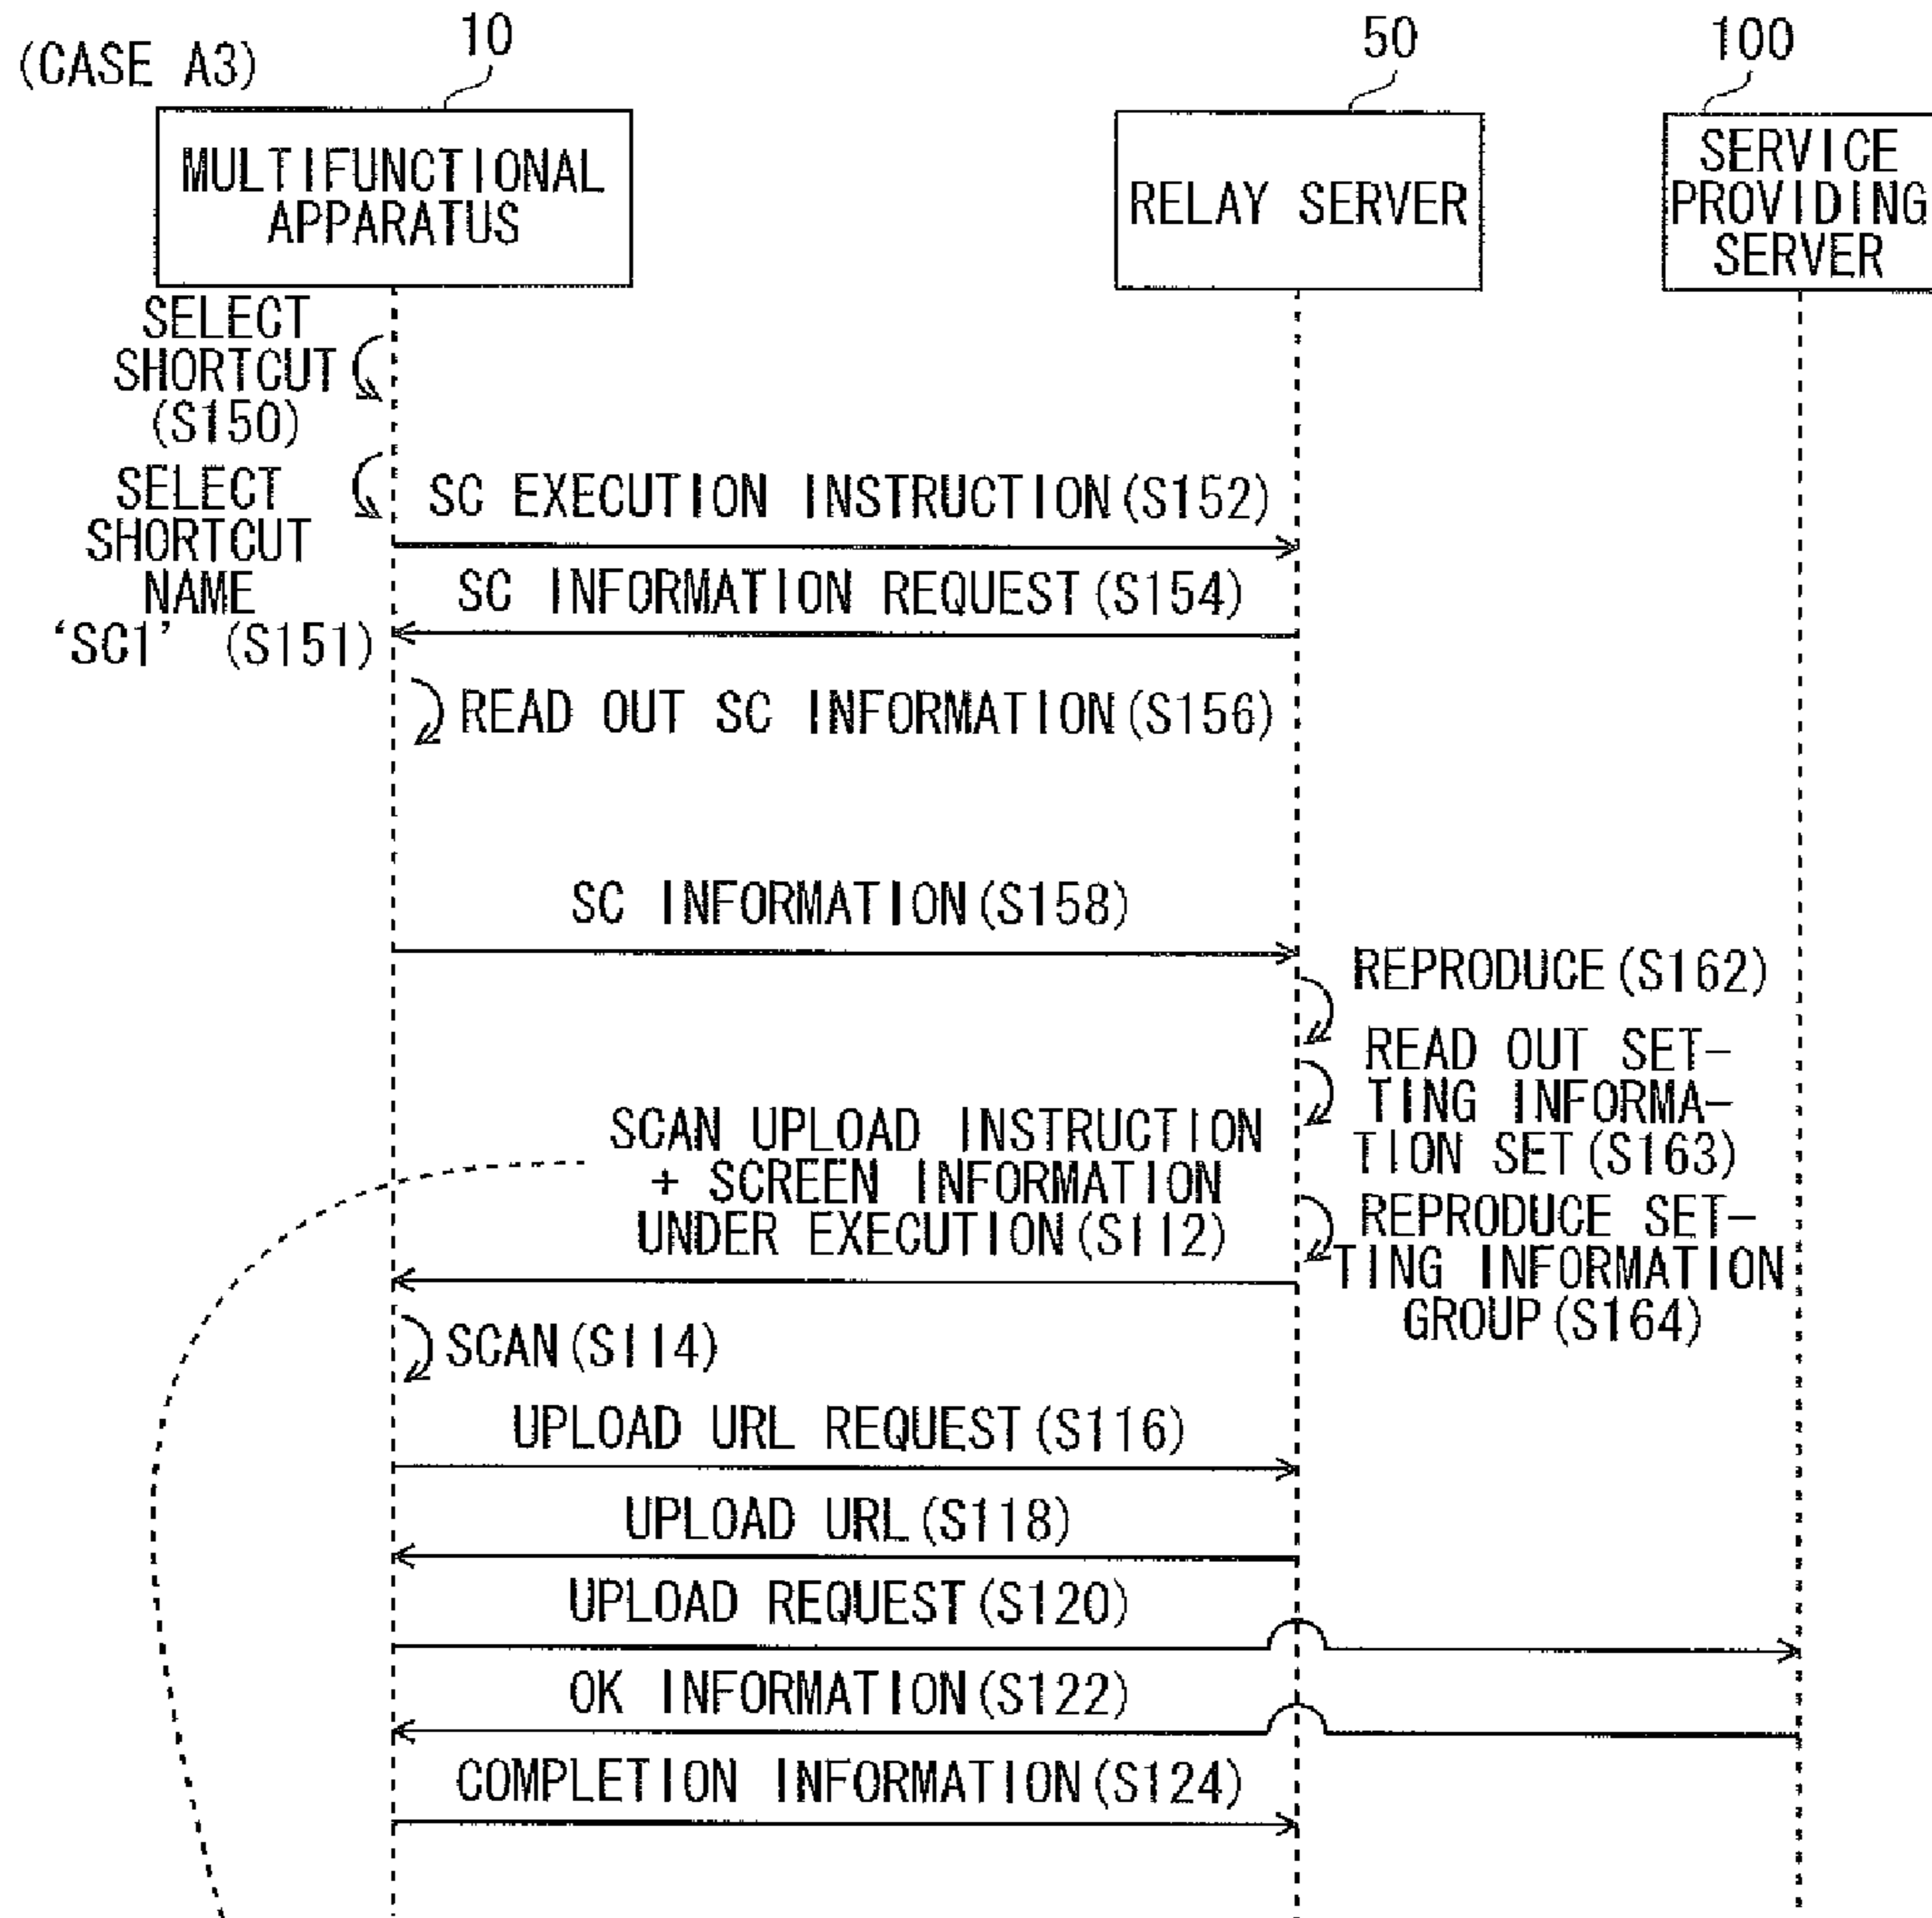 (CASE A3)
10
50
100
MULTIFUNCTIONAL
APPARATUS
RELAY SERVER
SERVICE
PROVIDING
SERVER
SELECT
SHORTCUT
(S150)
SELECT
SHORTCUT
NAME
‘SC1’ (S151)
SC EXECUTION INSTRUCTION(S152)
SC INFORMATION REQUEST(S154)
READ OUT SC INFORMATION(S156)
SC INFORMATION(S158)
REPRODUCE(S162)
READ OUT SET-
TING INFORMA-
TION SET(S163)
SCAN UPLOAD INSTRUCTION
+ SCREEN INFORMATION
UNDER EXECUTION(S112)
REPRODUCE SET-
TING INFORMATION
GROUP(S164)
SCAN(S114)
UPLOAD URL REQUEST(S116)
UPLOAD URL(S118)
UPLOAD REQUEST(S120)
OK INFORMATION(S122)
COMPLETION INFORMATION(S124)